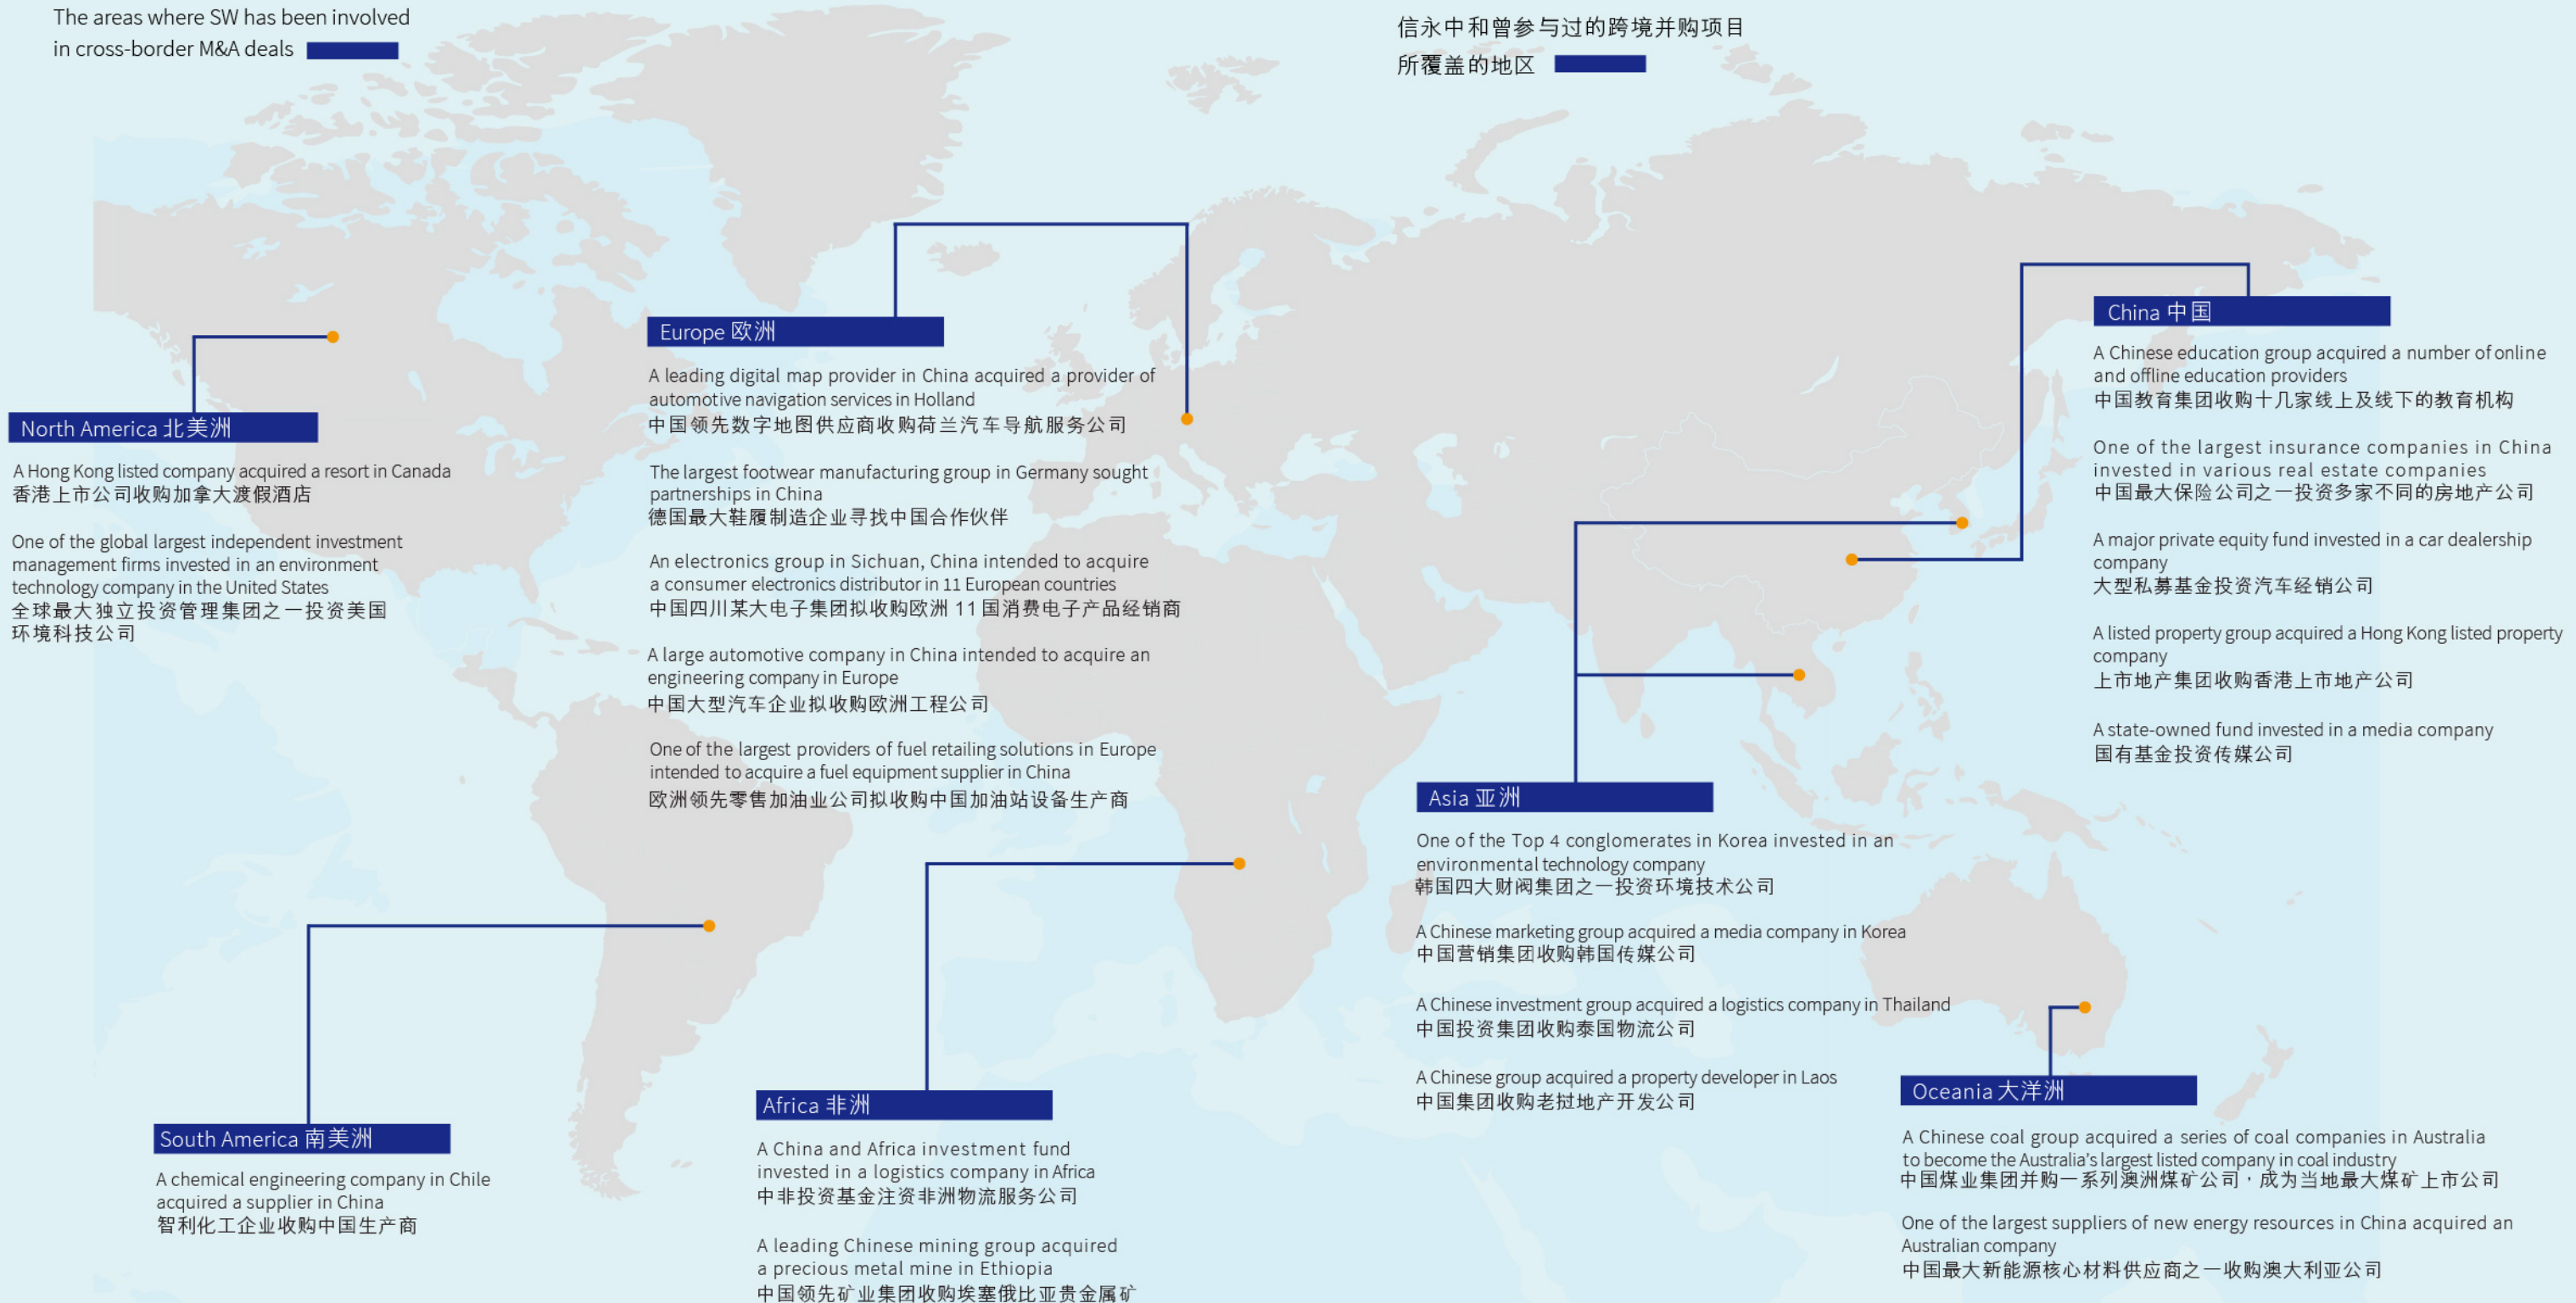 The areas where SW has been involved
in cross-border M&A deals
信永中和曾参与过的跨境并购项目
所覆盖的地区
North America 北美洲
A Hong Kong listed company acquired a resort in Canada
香港上市公司收购加拿大渡假酒店
One of the global largest independent investment
management firms invested in an environment
technology company in the United States
全球最大独立投资管理集团之一投资美国
环境科技公司
Europe 欧洲
A leading digital map provider in China acquired a provider of
automotive navigation services in Holland
中国领先数字地图供应商收购荷兰汽车导航服务公司
The largest footwear manufacturing group in Germany sought
partnerships in China
德国最大鞋履制造企业寻找中国合作伙伴
An electronics group in Sichuan, China intended to acquire
a consumer electronics distributor in 11 European countries
中国四川某大电子集团拟收购欧洲 11 国消费电子产品经销商
A large automotive company in China intended to acquire an
engineering company in Europe
中国大型汽车企业拟收购欧洲工程公司
One of the largest providers of fuel retailing solutions in Europe
intended to acquire a fuel equipment supplier in China
欧洲领先零售加油业公司拟收购中国加油站设备生产商
China 中国
A Chinese education group acquired a number of online
and offline education providers
中国教育集团收购十几家线上及线下的教育机构
One of the largest insurance companies in China
invested in various real estate companies
中国最大保险公司之一投资多家不同的房地产公司
A major private equity fund invested in a car dealership
company
大型私募基金投资汽车经销公司
A listed property group acquired a Hong Kong listed property
company
上市地产集团收购香港上市地产公司
A state-owned fund invested in a media company
国有基金投资传媒公司
Asia 亚洲
One of the Top 4 conglomerates in Korea invested in an
environmental technology company
韩国四大财阀集团之一投资环境技术公司
A Chinese marketing group acquired a media company in Korea
中国营销集团收购韩国传媒公司
A Chinese investment group acquired a logistics company in Thailand
中国投资集团收购泰国物流公司
A Chinese group acquired a property developer in Laos
中国集团收购老挝地产开发公司
South America 南美洲
A chemical engineering company in Chile
acquired a supplier in China
智利化工企业收购中国生产商
Africa 非洲
A China and Africa investment fund
invested in a logistics company in Africa
中非投资基金注资非洲物流服务公司
A leading Chinese mining group acquired
a precious metal mine in Ethiopia
中国领先矿业集团收购埃塞俄比亚贵金属矿
Oceania 大洋洲
A Chinese coal group acquired a series of coal companies in Australia
to become the Australia's largest listed company in coal industry
中国煤业集团并购一系列澳洲煤矿公司，成为当地最大煤矿上市公司
One of the largest suppliers of new energy resources in China acquired an
Australian company
中国最大新能源核心材料供应商之一收购澳大利亚公司